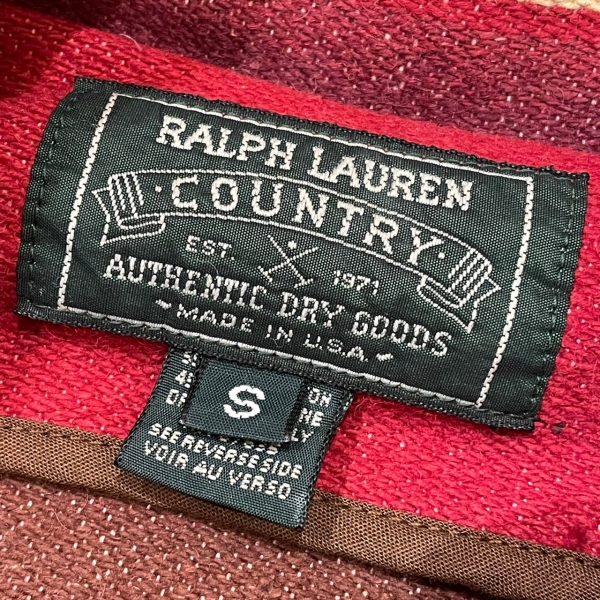 RALPH LAUREN
COUNTRY
EST. 1971
AUTHENTIC DRY GOODS
MADE IN U.S.A.
S
SEE REVERSE SIDE
VOIR AU VERSO